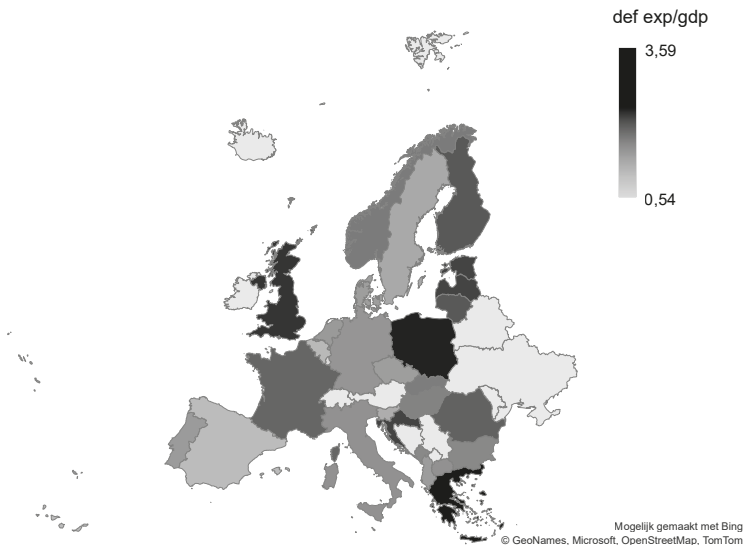 def exp/gdp
3,59
0,54
Mogelijk gemaakt met Bing
© GeoNames, Microsoft, OpenStreetMap, TomTom